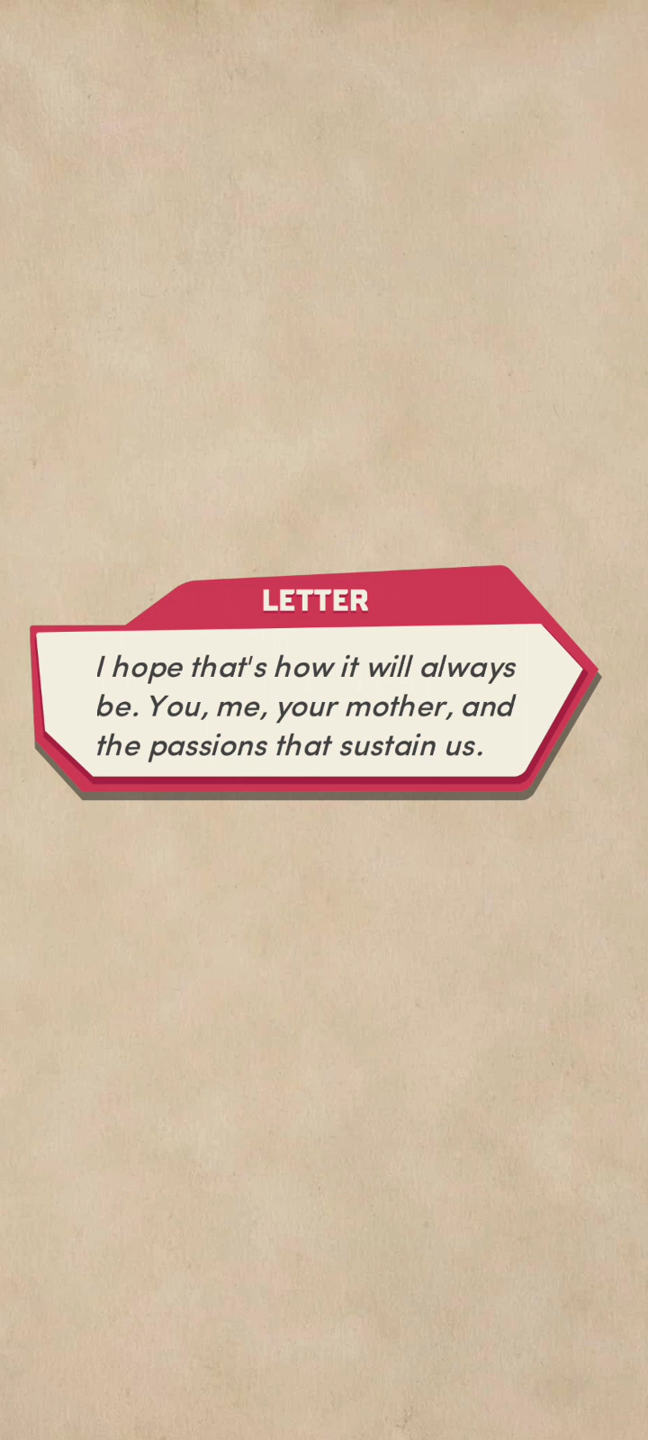 LETTER
I hope that's how it will always
be. You, me, your mother, and
the passions that sustain us.